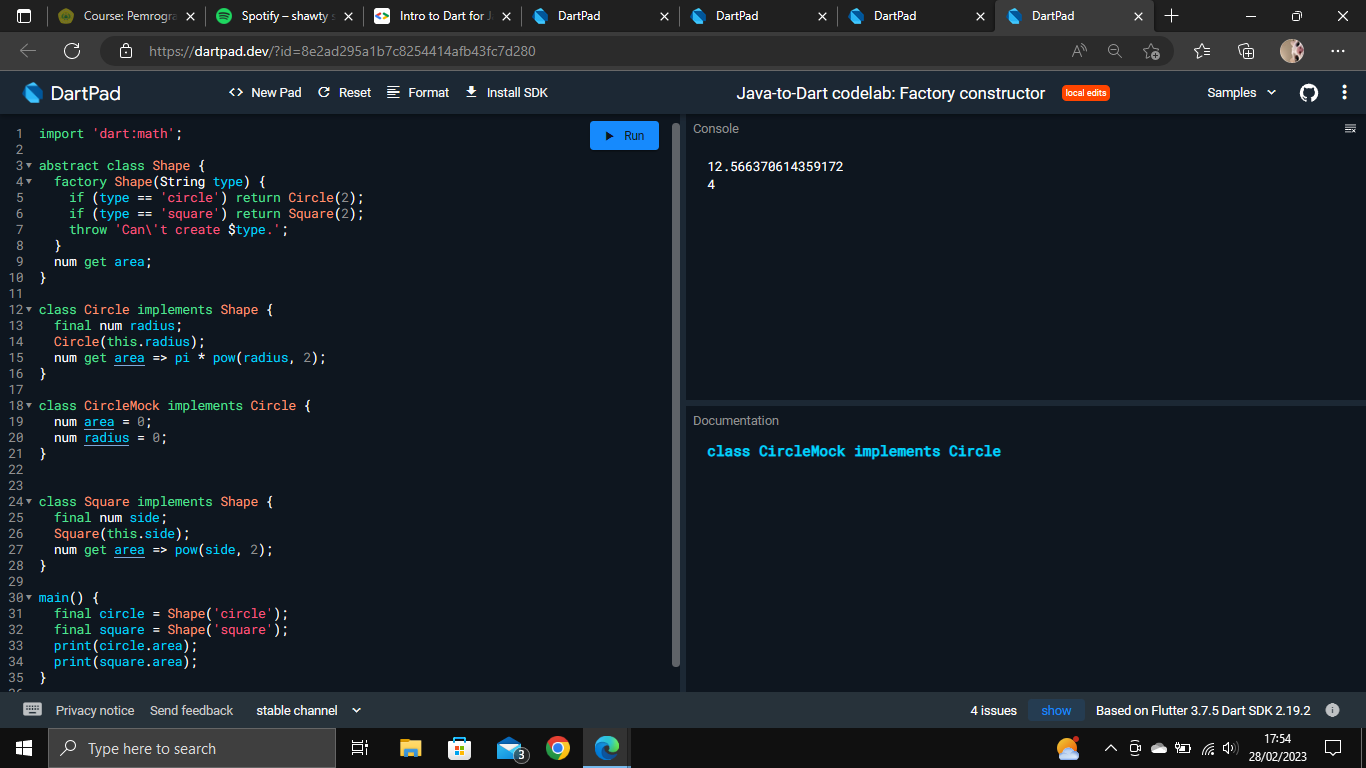 Course: Pemrogra
Spotify – shawty s
Intro to Dart for J
DartPad
DartPad
DartPad
DartPad
https://dartpad.dev/?id=8e2ad295a1b7c8254414afb43fc7d280
DartPad
<> New Pad
Reset
Format
Install SDK
Java-to-Dart codelab: Factory constructor
local edits
Samples
1 import 'dart:math';
2
3 abstract class Shape {
4 factory Shape(String type) {
5 if (type == 'circle') return Circle(2);
6 if (type == 'square') return Square(2);
7 throw 'Can\'t create $type.';
8 }
9 num get area;
10 }
11
12 class Circle implements Shape {
13 final num radius;
14 Circle(this.radius);
15 num get area => pi * pow(radius, 2);
16 }
17
18 class CircleMock implements Circle {
19 num area = 0;
20 num radius = 0;
21 }
22
23
24 class Square implements Shape {
25 final num side;
26 Square(this.side);
27 num get area => pow(side, 2);
28 }
29
30 main() {
31 final circle = Shape('circle');
32 final square = Shape('square');
33 print(circle.area);
34 print(square.area);
35 }
Run
Console
12.566370614359172
4
Documentation
class CircleMock implements Circle
Privacy notice
Send feedback
stable channel
4 issues
show
Based on Flutter 3.7.5 Dart SDK 2.19.2
Type here to search
3
17:54
28/02/2023